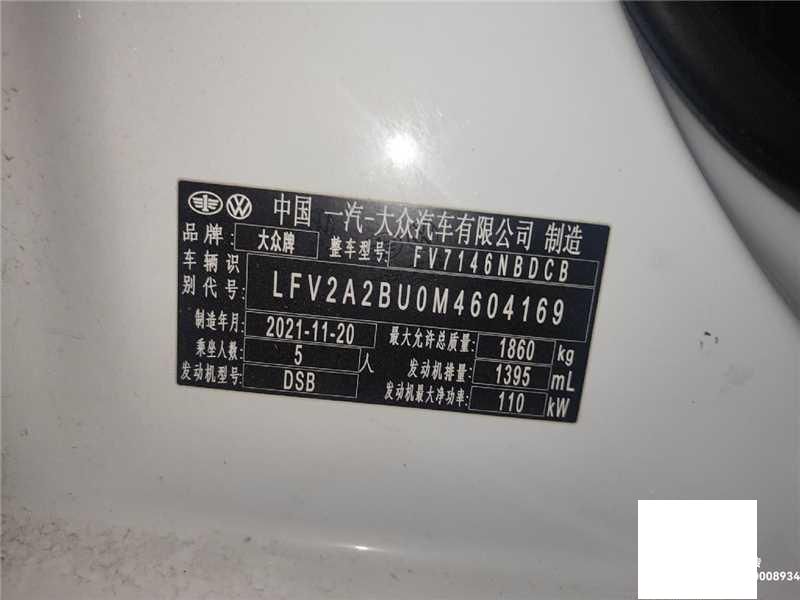 中国 一汽-大众汽车有限公司 制造
品牌: 大众牌 整车型号: FV7146NBDCB
车辆识别代号: LFV2A2BU0M4604169
制造年月: 2021-11-20 最大允许总质量: 1860 kg
乘坐人数: 5 人 发动机排量: 1395 mL
发动机型号: DSB 发动机最大净功率: 110 kW
0008934